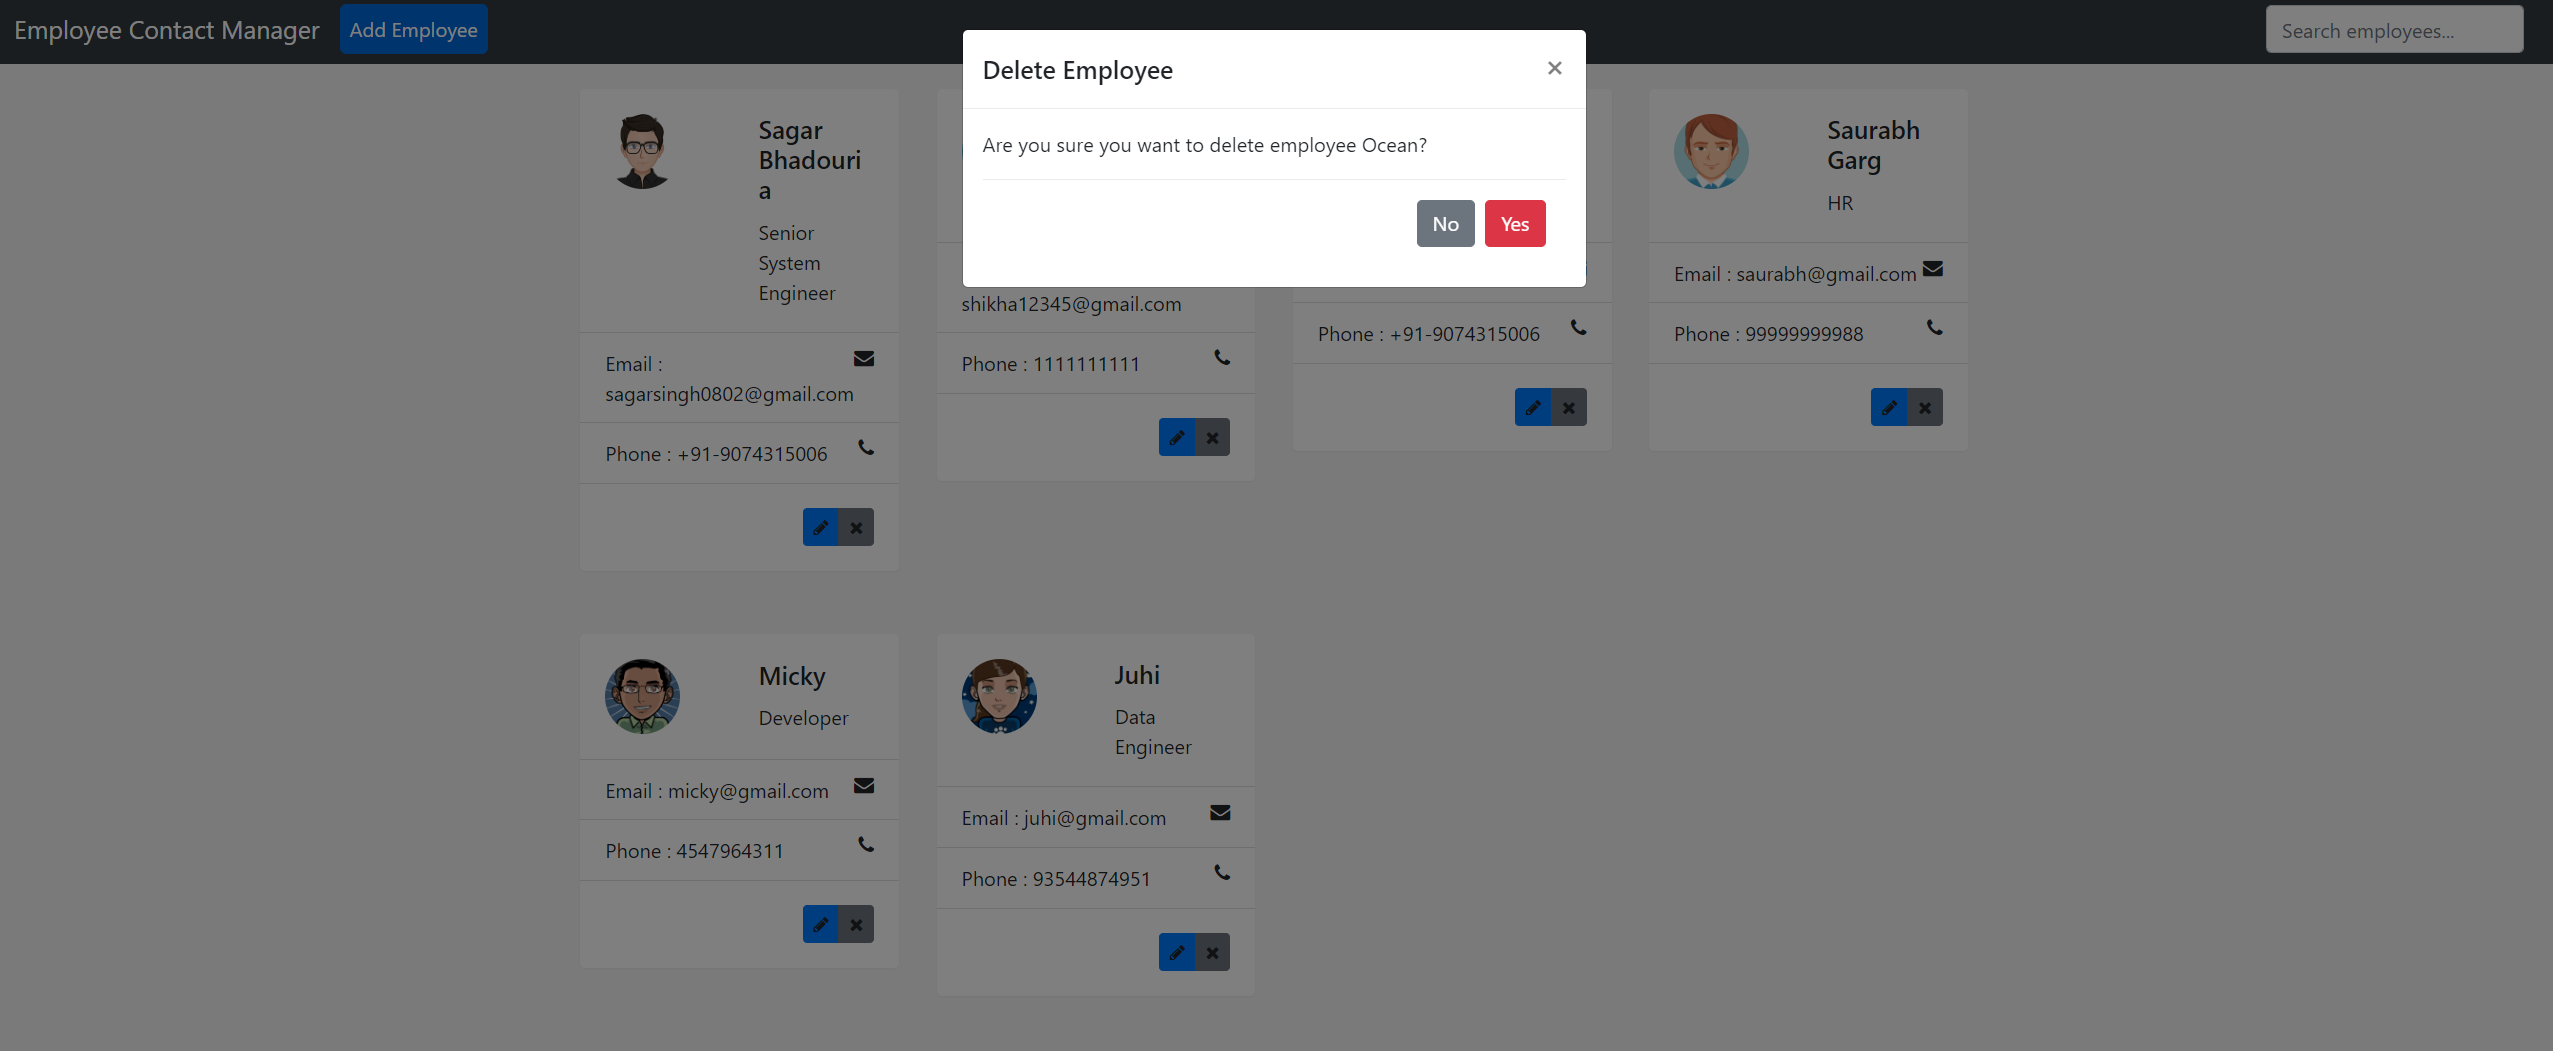 Employee Contact Manager
Add Employee
Search employees...
Delete Employee
×
Are you sure you want to delete employee Ocean?
No
Yes
Sagar
Bhadouri
a
Senior
System
Engineer
Email :
sagarsingh0802@gmail.com
Phone : +91-9074315006
shikha12345@gmail.com
Phone : 1111111111
Phone : +91-9074315006
Saurabh
Garg
HR
Email : saurabh@gmail.com
Phone : 99999999988
Micky
Developer
Email : micky@gmail.com
Phone : 4547964311
Juhi
Data
Engineer
Email : juhi@gmail.com
Phone : 93544874951